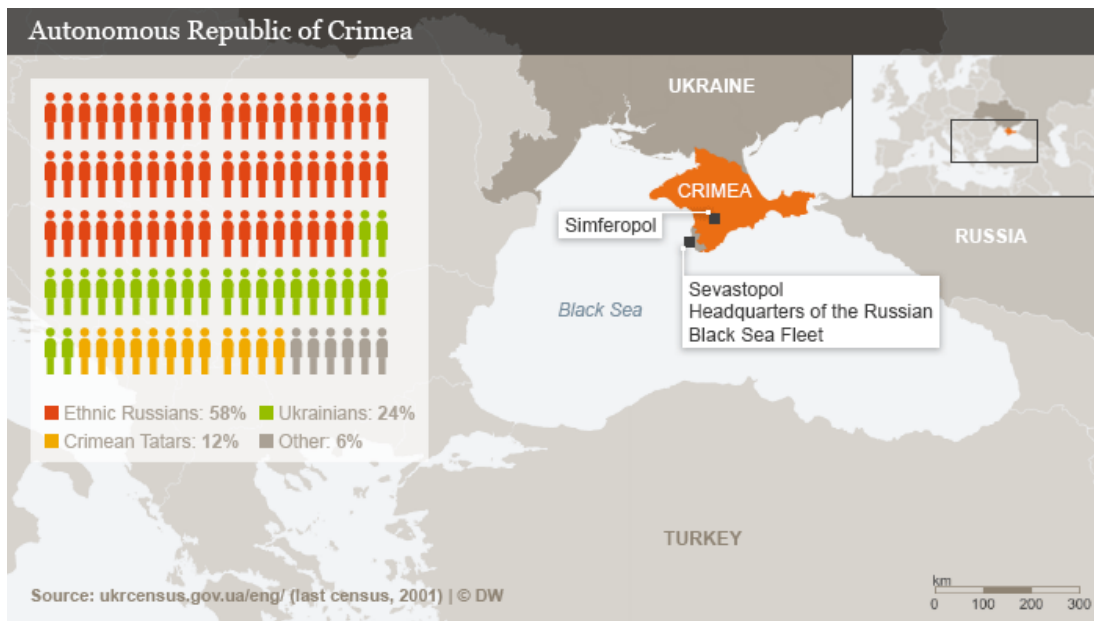 Autonomous Republic of Crimea
Ethnic Russians: 58%
Ukrainians: 24%
Crimean Tatars: 12%
Other: 6%
UKRAINE
CRIMEA
Simferopol
RUSSIA
Sevastopol
Headquarters of the Russian
Black Sea Fleet
Black Sea
TURKEY
Source: ukrcensus.gov.ua/eng/ (last census, 2001) | © DW
km
0 100 200 300